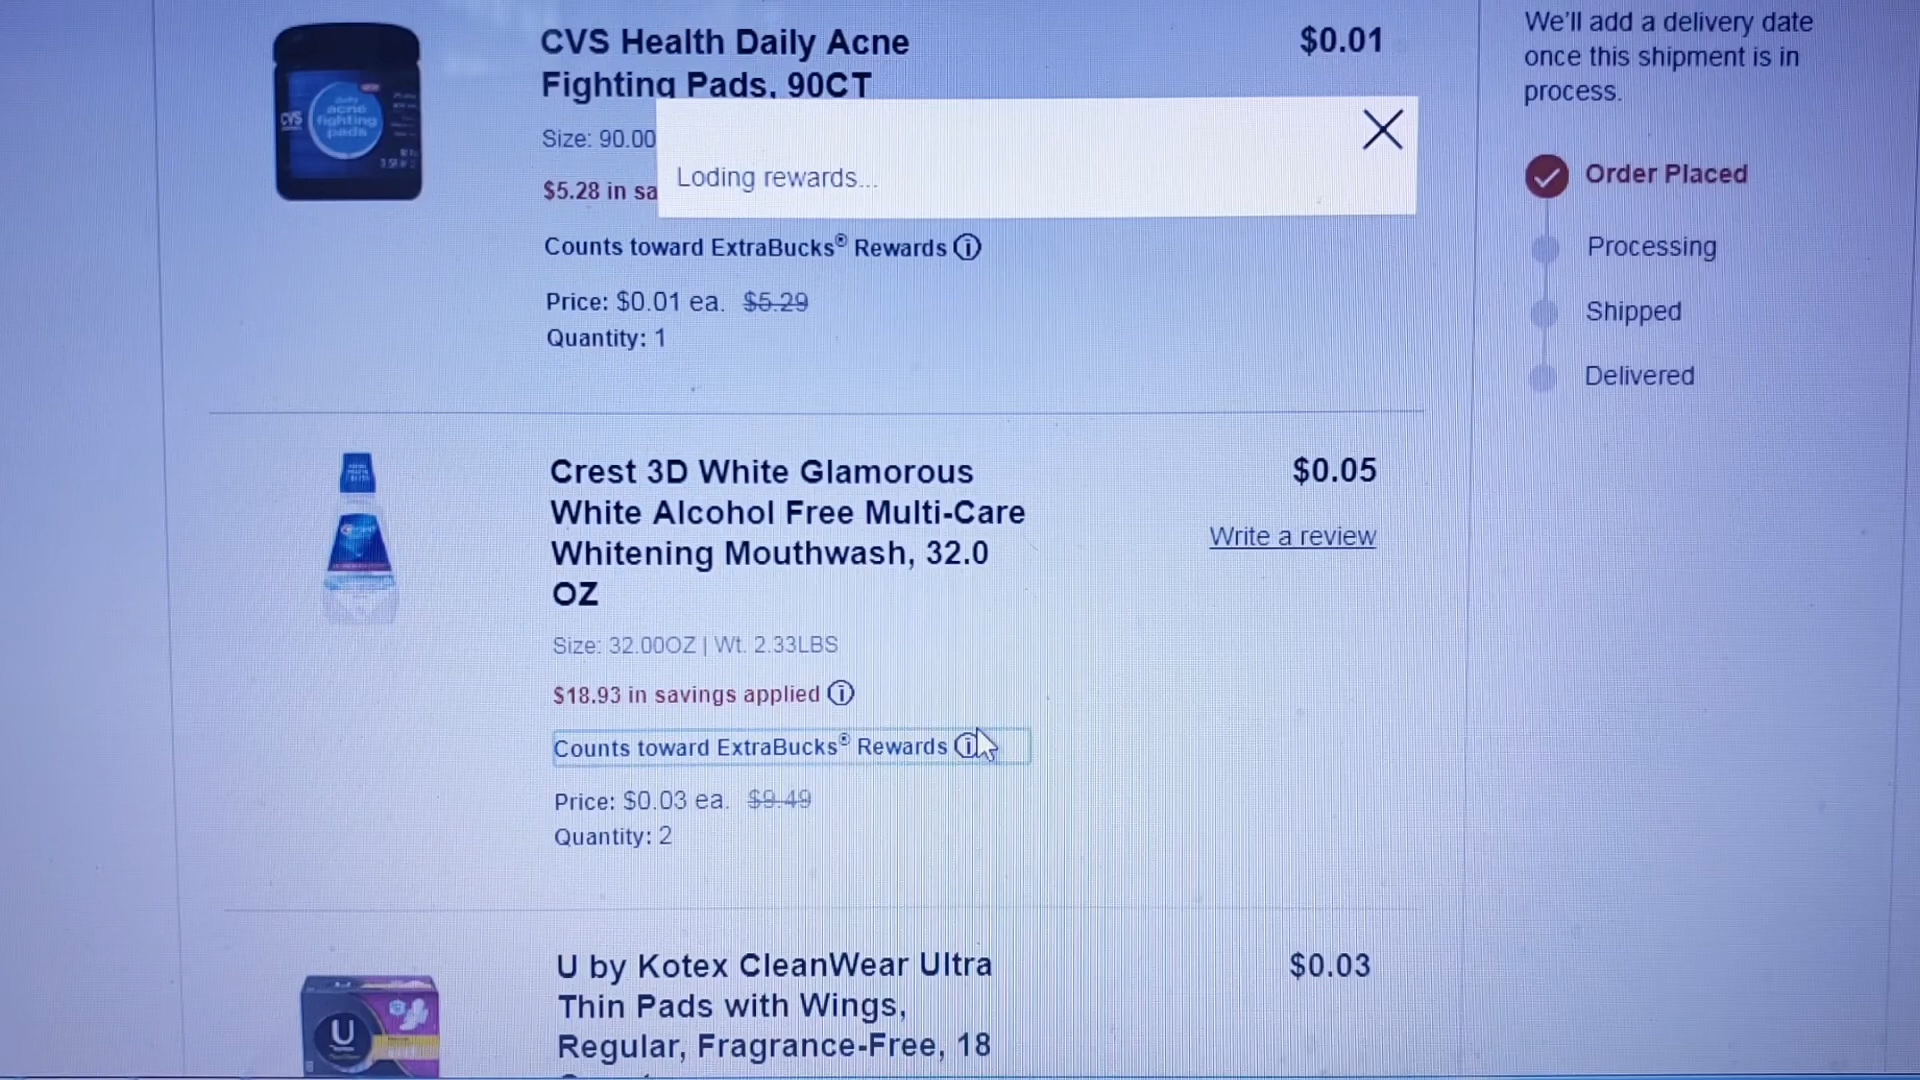 CVS Health Daily Acne
Fighting Pads, 90CT
$0.01
Size: 90.00
Loding rewards...
$5.28 in sa
Counts toward ExtraBucks® Rewards
Price: $0.01 ea. $5.29
Quantity: 1
CVS
daily
acne
fighting
pads
We'll add a delivery date
once this shipment is in
process.
Order Placed
Processing
Shipped
Delivered
Crest 3D White Glamorous
White Alcohol Free Multi-Care
Whitening Mouthwash, 32.0
OZ
$0.05
Write a review
Size: 32.00OZ | Wt. 2.33LBS
$18.93 in savings applied
Counts toward ExtraBucks® Rewards
Price: $0.03 ea. $9.49
Quantity: 2
U by Kotex CleanWear Ultra
Thin Pads with Wings,
Regular, Fragrance-Free, 18
$0.03
U